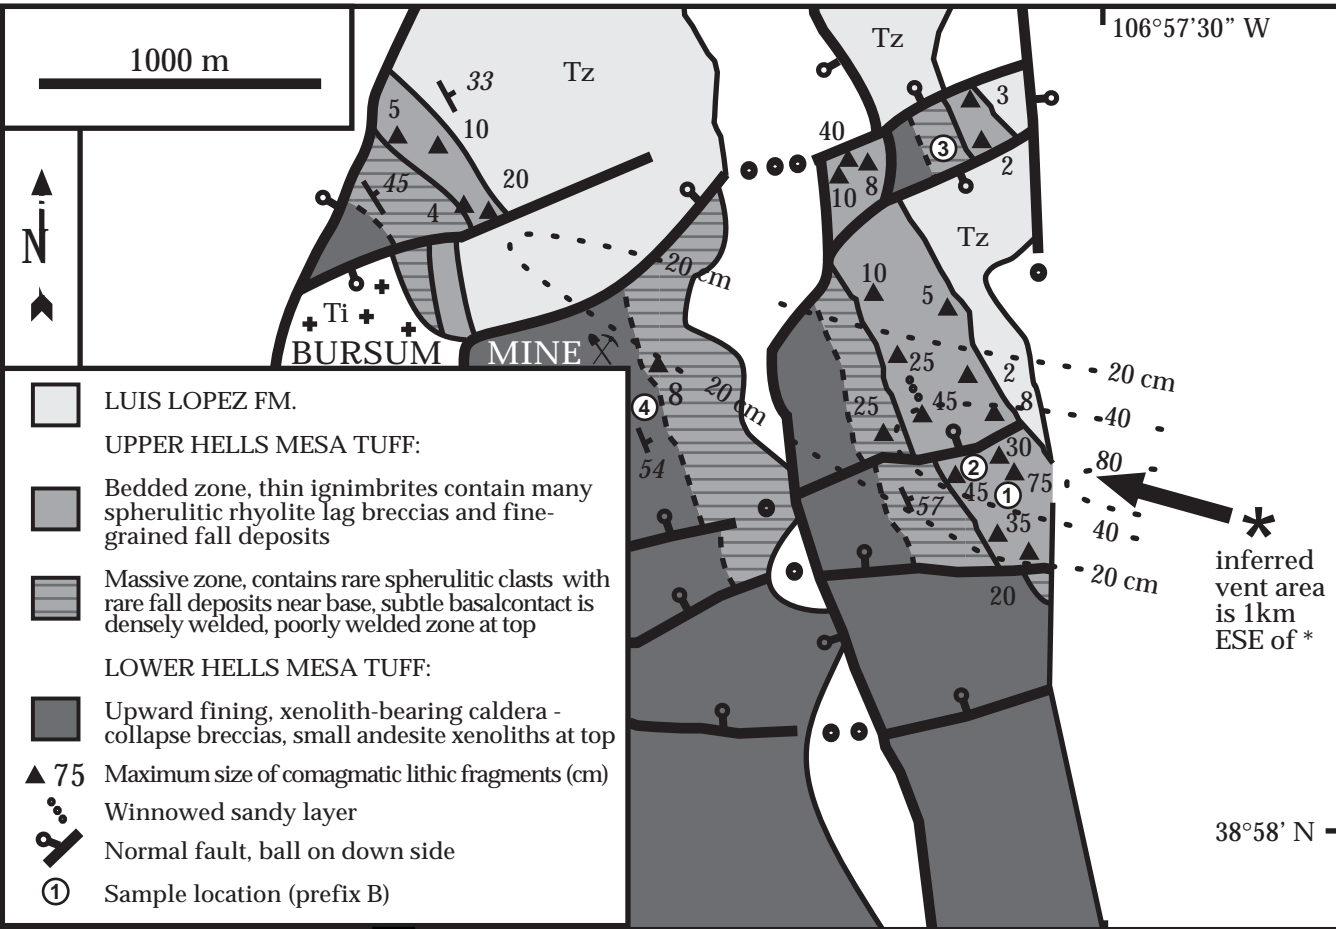 106°57'30” W
1000 m
N
Tz
Tz
Tz
33
5
10
20
45
4
40
10
8
3
3
2
10
5
20 cm
Ti
BURSUM MINE
20 cm
8
4
54
25
25
45
2
8
20 cm
40
80
40
20 cm
30
2
45
75
1
57
35
20
inferred
vent area
is 1km
ESE of *
*
38°58’ N
LUIS LOPEZ FM.
UPPER HELLS MESA TUFF:
Bedded zone, thin ignimbrites contain many
spherulitic rhyolite lag breccias and fine-
grained fall deposits
Massive zone, contains rare spherulitic clasts with
rare fall deposits near base, subtle basalcontact is
densely welded, poorly welded zone at top
LOWER HELLS MESA TUFF:
Upward fining, xenolith-bearing caldera -
collapse breccias, small andesite xenoliths at top
75 Maximum size of comagmatic lithic fragments (cm)
Winnowed sandy layer
Normal fault, ball on down side
1 Sample location (prefix B)